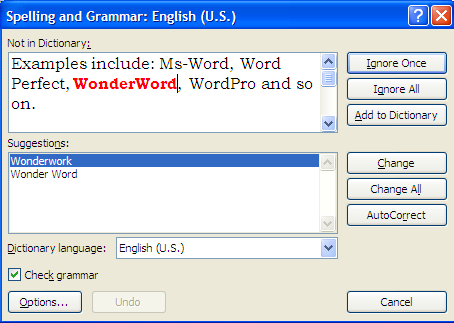 Spelling and Grammar: English (U.S.)
Not in Dictionary:
Examples include: Ms-Word, Word
Perfect, WonderWord, WordPro and so
on.
Ignore Once
Ignore All
Add to Dictionary
Suggestions:
Wonderwork
Wonder Word
Change
Change All
AutoCorrect
Dictionary language: English (U.S.)
Check grammar
Options... Undo Cancel